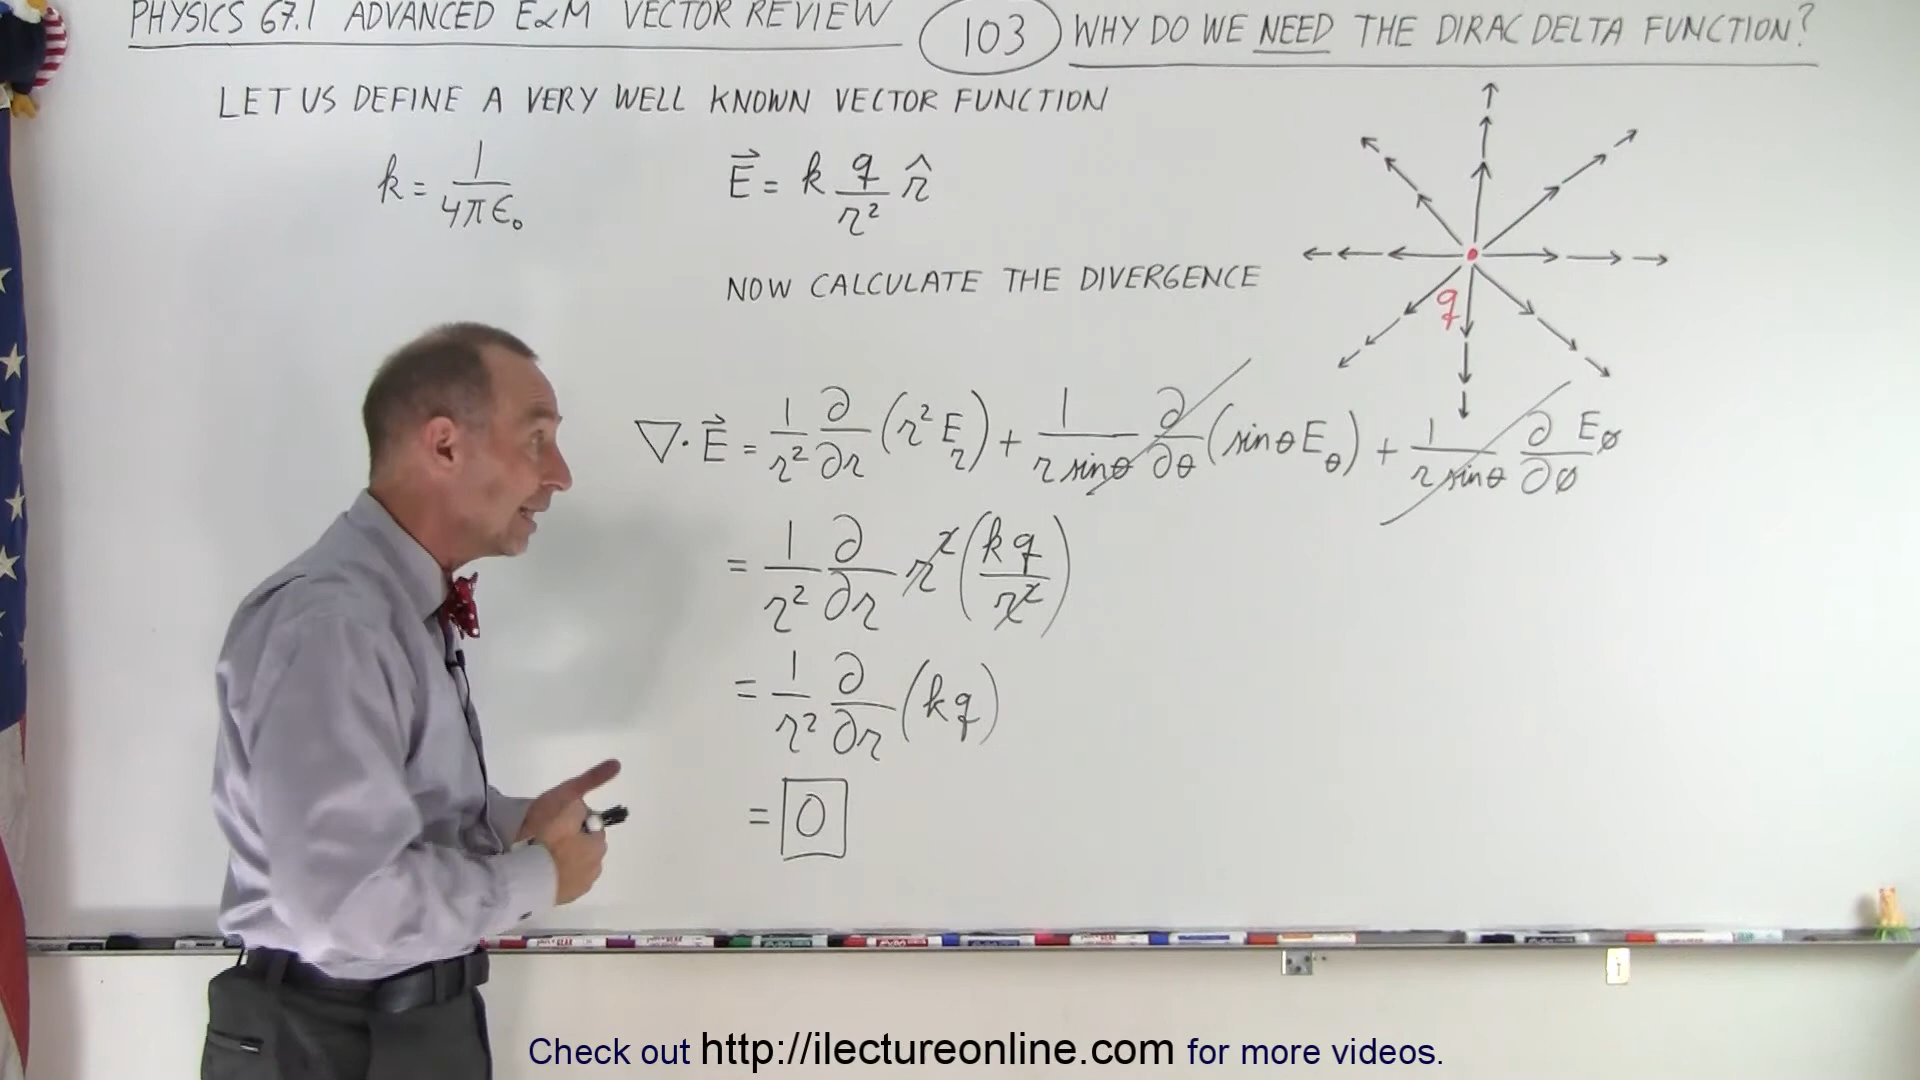 PHYSICS 67.1 ADVANCED E&M VECTOR REVIEW 103 WHY DO WE NEED THE DIRAC DELTA FUNCTION?
LET US DEFINE A VERY WELL KNOWN VECTOR FUNCTION
k = 1/4πϵ₀
E⃗ = k q/r² r̂
NOW CALCULATE THE DIVERGENCE
q
∇·E⃗ = 1/r² ∂/∂r (r² E_r) + 1/r sinθ ∂/∂θ (sinθ E_θ) + 1/r sinθ ∂/∂ø E_ø
= 1/r² ∂/∂r r² (kq/r²)
= 1/r² ∂/∂r (kq)
= 0
Check out http://ilectureonline.com for more videos.